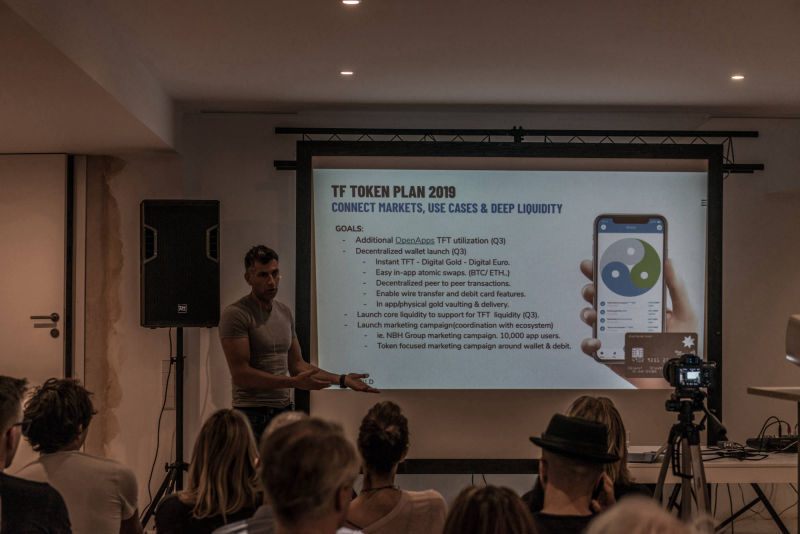 TF TOKEN PLAN 2019
CONNECT MARKETS, USE CASES & DEEP LIQUIDITY
GOALS:
- Additional OpenApps TFT utilization (Q3)
- Decentralized wallet launch (Q3)
- Instant TFT - Digital Gold - Digital Euro.
- Easy in-app atomic swaps. (BTC/ ETH.,)
- Decentralized peer to peer transactions.
- Enable wire transfer and debit card features.
- In app/physical gold vaulting & delivery.
- Launch core liquidity to support for TFT liquidity (Q3).
- Launch marketing campaign(coordination with ecosystem)
- ie. NBH Group marketing campaign. 10,000 app users.
- Token focused marketing campaign around wallet & debit.